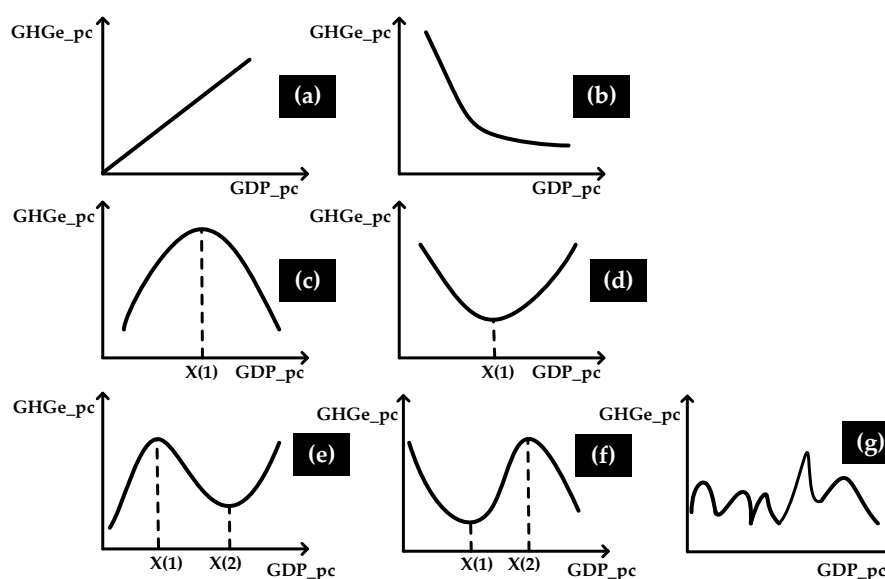 GHGe_pc
(a)
GDP_pc
GHGe_pc
(b)
GDP_pc
GHGe_pc
(c)
X(1)
GDP_pc
GHGe_pc
(d)
X(1)
GDP_pc
GHGe_pc
(e)
X(1)
X(2)
GDP_pc
GHGe_pc
(f)
X(1)
X(2)
GDP_pc
GHGe_pc
(g)
GDP_pc